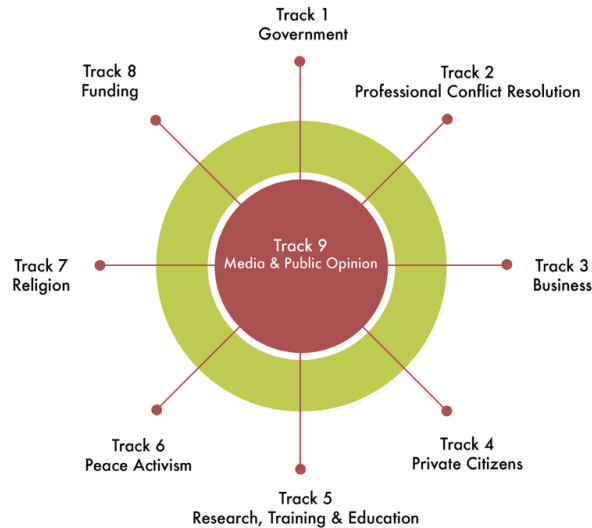 Track 1
Government
Track 2
Professional Conflict Resolution
Track 3
Business
Track 4
Private Citizens
Track 5
Research, Training & Education
Track 6
Peace Activism
Track 7
Religion
Track 8
Funding
Track 9
Media & Public Opinion